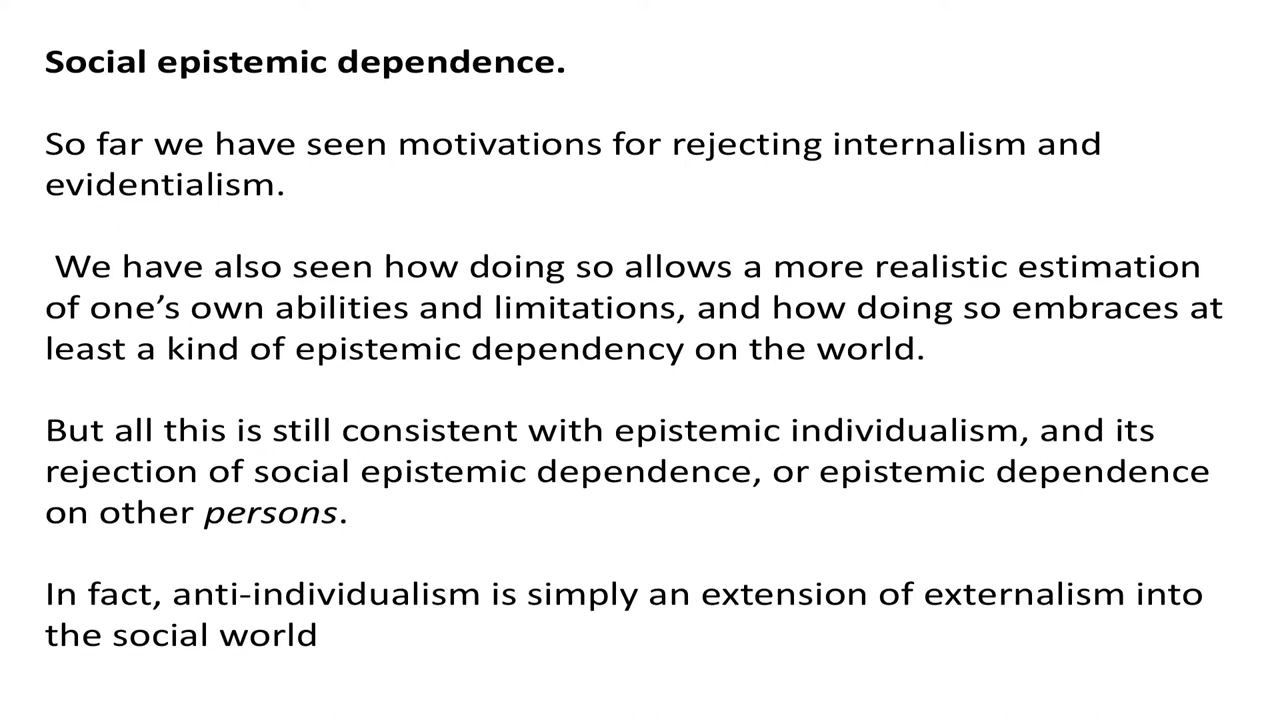 Social epistemic dependence.
So far we have seen motivations for rejecting internalism and
evidentialism.
We have also seen how doing so allows a more realistic estimation
of one’s own abilities and limitations, and how doing so embraces at
least a kind of epistemic dependency on the world.
But all this is still consistent with epistemic individualism, and its
rejection of social epistemic dependence, or epistemic dependence
on other persons.
In fact, anti-individualism is simply an extension of externalism into
the social world